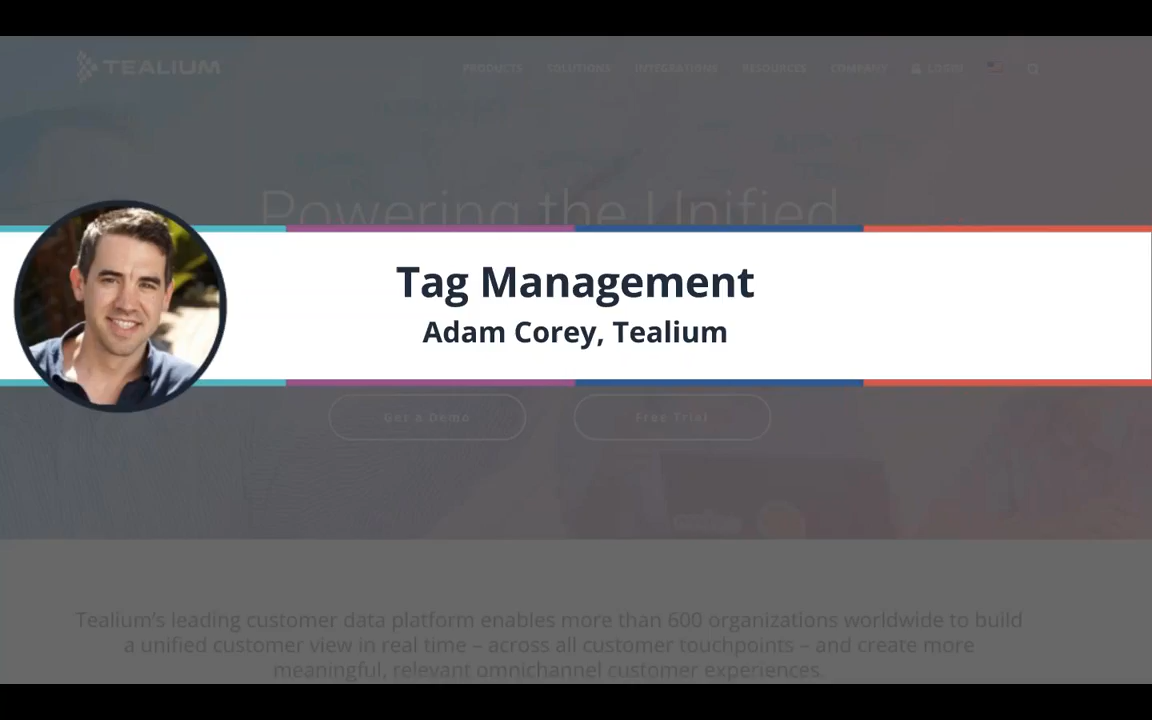 TEALIUM
PRODUCTS SOLUTIONS INTEGRATIONS RESOURCES COMPANY LOGIN
Powering the Unified
Tag Management
Adam Corey, Tealium
Get a Demo Free Trial
Tealium's leading customer data platform enables more than 600 organizations worldwide to build
a unified customer view in real time – across all customer touchpoints – and create more
meaningful, relevant omnichannel customer experiences.